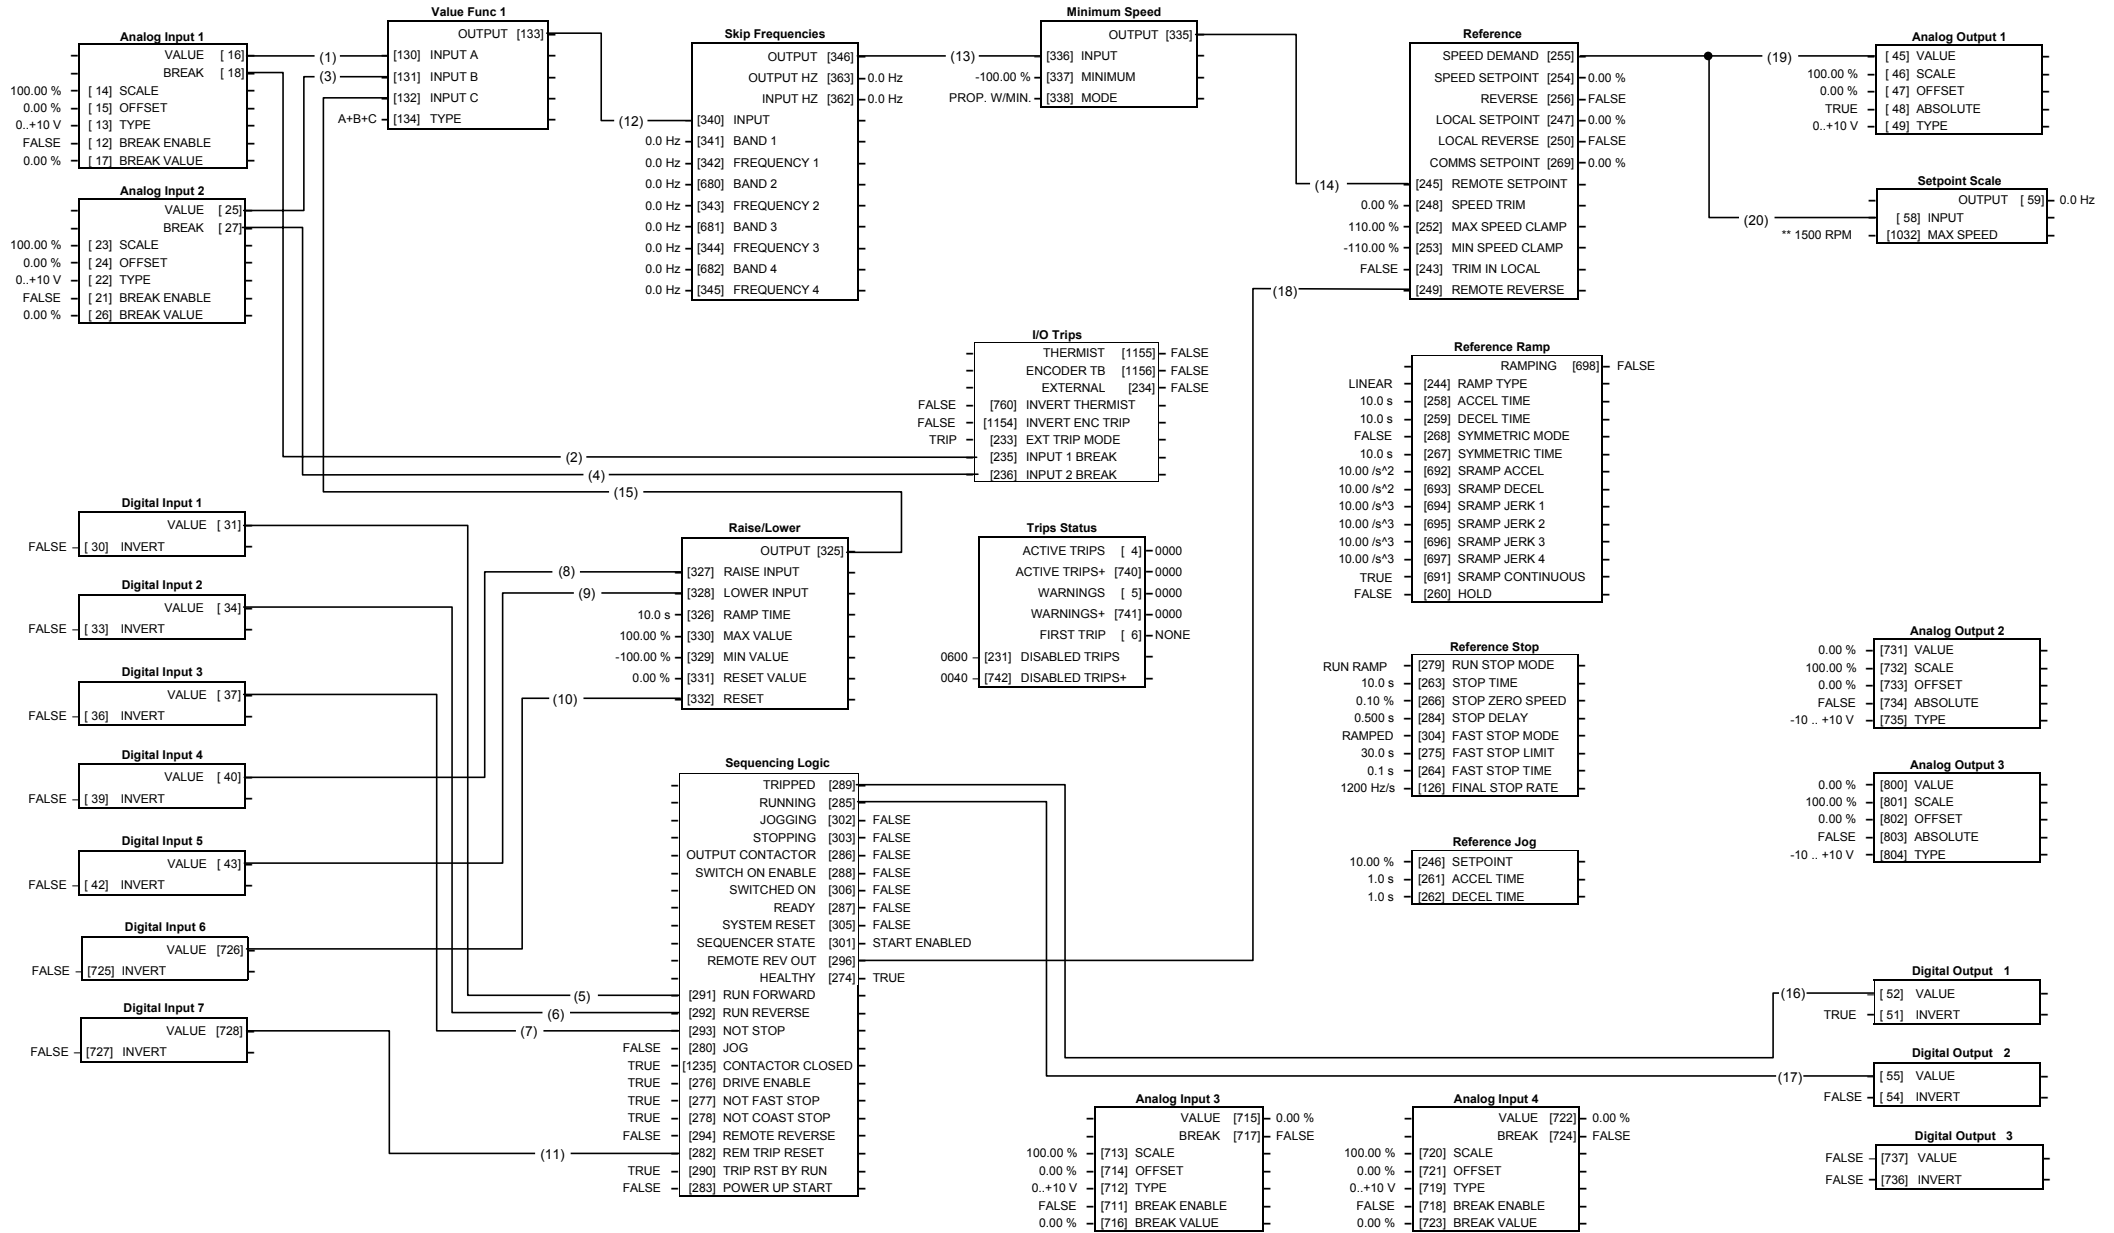 Analog Input 1
VALUE [ 16]
BREAK [ 18]
100.00 % [ 14] SCALE
0.00 % [ 15] OFFSET
0..+10 V [ 13] TYPE
FALSE [ 12] BREAK ENABLE
0.00 % [ 17] BREAK VALUE
Analog Input 2
VALUE [ 25]
BREAK [ 27]
100.00 % [ 23] SCALE
0.00 % [ 24] OFFSET
0..+10 V [ 22] TYPE
FALSE [ 21] BREAK ENABLE
0.00 % [ 26] BREAK VALUE
(1)
(3)
Value Func 1
OUTPUT [133]
[130] INPUT A
[131] INPUT B
[132] INPUT C
A+B+C [134] TYPE
(12)
Skip Frequencies
OUTPUT [346]
OUTPUT HZ [363] 0.0 Hz
INPUT HZ [362] 0.0 Hz
[340] INPUT
0.0 Hz [341] BAND 1
0.0 Hz [342] FREQUENCY 1
0.0 Hz [680] BAND 2
0.0 Hz [343] FREQUENCY 2
0.0 Hz [681] BAND 3
0.0 Hz [344] FREQUENCY 3
0.0 Hz [682] BAND 4
0.0 Hz [345] FREQUENCY 4
(13)
Minimum Speed
OUTPUT [335]
[336] INPUT
-100.00 % [337] MINIMUM
PROP. W/MIN. [338] MODE
(14)
(18)
Reference
SPEED DEMAND [255]
SPEED SETPOINT [254] 0.00 %
REVERSE [256] FALSE
LOCAL SETPOINT [247] 0.00 %
LOCAL REVERSE [250] FALSE
COMMS SETPOINT [269] 0.00 %
[245] REMOTE SETPOINT
0.00 % [248] SPEED TRIM
110.00 % [252] MAX SPEED CLAMP
-110.00 % [253] MIN SPEED CLAMP
FALSE [243] TRIM IN LOCAL
[249] REMOTE REVERSE
(19)
(20)
Analog Output 1
[ 45] VALUE
100.00 % [ 46] SCALE
0.00 % [ 47] OFFSET
TRUE [ 48] ABSOLUTE
0..+10 V [ 49] TYPE
Setpoint Scale
OUTPUT [ 59] 0.0 Hz
[ 58] INPUT
** 1500 RPM [1032] MAX SPEED
I/O Trips
THERMIST [1155] FALSE
ENCODER TB [1156] FALSE
EXTERNAL [234] FALSE
FALSE [760] INVERT THERMIST
FALSE [1154] INVERT ENC TRIP
TRIP [233] EXT TRIP MODE
[235] INPUT 1 BREAK
[236] INPUT 2 BREAK
(2)
(4)
(15)
Reference Ramp
RAMPING [698] FALSE
LINEAR [244] RAMP TYPE
10.0 s [258] ACCEL TIME
10.0 s [259] DECEL TIME
FALSE [268] SYMMETRIC MODE
10.0 s [267] SYMMETRIC TIME
10.00 /s^2 [692] SRAMP ACCEL
10.00 /s^2 [693] SRAMP DECEL
10.00 /s^3 [694] SRAMP JERK 1
10.00 /s^3 [695] SRAMP JERK 2
10.00 /s^3 [696] SRAMP JERK 3
10.00 /s^3 [697] SRAMP JERK 4
TRUE [691] SRAMP CONTINUOUS
FALSE [260] HOLD
Digital Input 1
VALUE [ 31]
FALSE [ 30] INVERT
Digital Input 2
VALUE [ 34]
FALSE [ 33] INVERT
Digital Input 3
VALUE [ 37]
FALSE [ 36] INVERT
Digital Input 4
VALUE [ 40]
FALSE [ 39] INVERT
Digital Input 5
VALUE [ 43]
FALSE [ 42] INVERT
Digital Input 6
VALUE [726]
FALSE [725] INVERT
Digital Input 7
VALUE [728]
FALSE [727] INVERT
(8)
(9)
(10)
Raise/Lower
OUTPUT [325]
[327] RAISE INPUT
[328] LOWER INPUT
10.0 s [326] RAMP TIME
100.00 % [330] MAX VALUE
-100.00 % [329] MIN VALUE
0.00 % [331] RESET VALUE
[332] RESET
Trips Status
ACTIVE TRIPS [ 4] 0000
ACTIVE TRIPS+ [740] 0000
WARNINGS [ 5] 0000
WARNINGS+ [741] 0000
FIRST TRIP [ 6] NONE
0600 [231] DISABLED TRIPS
0040 [742] DISABLED TRIPS+
Reference Stop
RUN RAMP [279] RUN STOP MODE
10.0 s [263] STOP TIME
0.10 % [266] STOP ZERO SPEED
0.500 s [284] STOP DELAY
RAMPED [304] FAST STOP MODE
30.0 s [275] FAST STOP LIMIT
0.1 s [264] FAST STOP TIME
1200 Hz/s [126] FINAL STOP RATE
Analog Output 2
0.00 % [731] VALUE
100.00 % [732] SCALE
0.00 % [733] OFFSET
FALSE [734] ABSOLUTE
-10 .. +10 V [735] TYPE
Analog Output 3
0.00 % [800] VALUE
100.00 % [801] SCALE
0.00 % [802] OFFSET
FALSE [803] ABSOLUTE
-10 .. +10 V [804] TYPE
Reference Jog
10.00 % [246] SETPOINT
1.0 s [261] ACCEL TIME
1.0 s [262] DECEL TIME
Sequencing Logic
TRIPPED [289]
RUNNING [285]
JOGGING [302] FALSE
STOPPING [303] FALSE
OUTPUT CONTACTOR [286] FALSE
SWITCH ON ENABLE [288] FALSE
SWITCHED ON [306] FALSE
READY [287] FALSE
SYSTEM RESET [305] FALSE
SEQUENCER STATE [301] START ENABLED
REMOTE REV OUT [296]
HEALTHY [274] TRUE
(5) [291] RUN FORWARD
(6) [292] RUN REVERSE
(7) [293] NOT STOP
FALSE [280] JOG
TRUE [1235] CONTACTOR CLOSED
TRUE [276] DRIVE ENABLE
TRUE [277] NOT FAST STOP
TRUE [278] NOT COAST STOP
FALSE [294] REMOTE REVERSE
(11) [282] REM TRIP RESET
TRUE [290] TRIP RST BY RUN
FALSE [283] POWER UP START
Analog Input 3
VALUE [715] 0.00 %
BREAK [717] FALSE
100.00 % [713] SCALE
0.00 % [714] OFFSET
0..+10 V [712] TYPE
FALSE [711] BREAK ENABLE
0.00 % [716] BREAK VALUE
Analog Input 4
VALUE [722] 0.00 %
BREAK [724] FALSE
100.00 % [720] SCALE
0.00 % [721] OFFSET
0..+10 V [719] TYPE
FALSE [718] BREAK ENABLE
0.00 % [723] BREAK VALUE
Digital Output 1
(16) [ 52] VALUE
TRUE [ 51] INVERT
Digital Output 2
(17) [ 55] VALUE
FALSE [ 54] INVERT
Digital Output 3
FALSE [737] VALUE
FALSE [736] INVERT